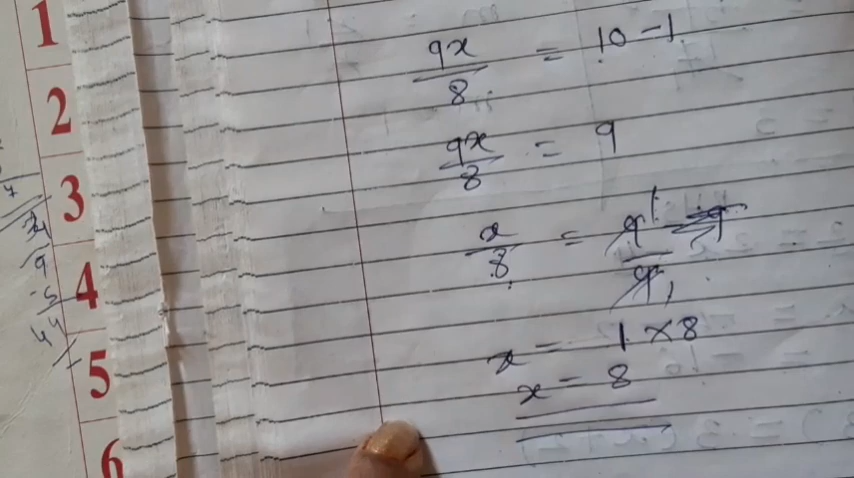 1
2
3
4
5
6
9x/8 = 10 - 1
9x/8 = 9
x/8 = 9/9
x = 1 × 8
x = 8